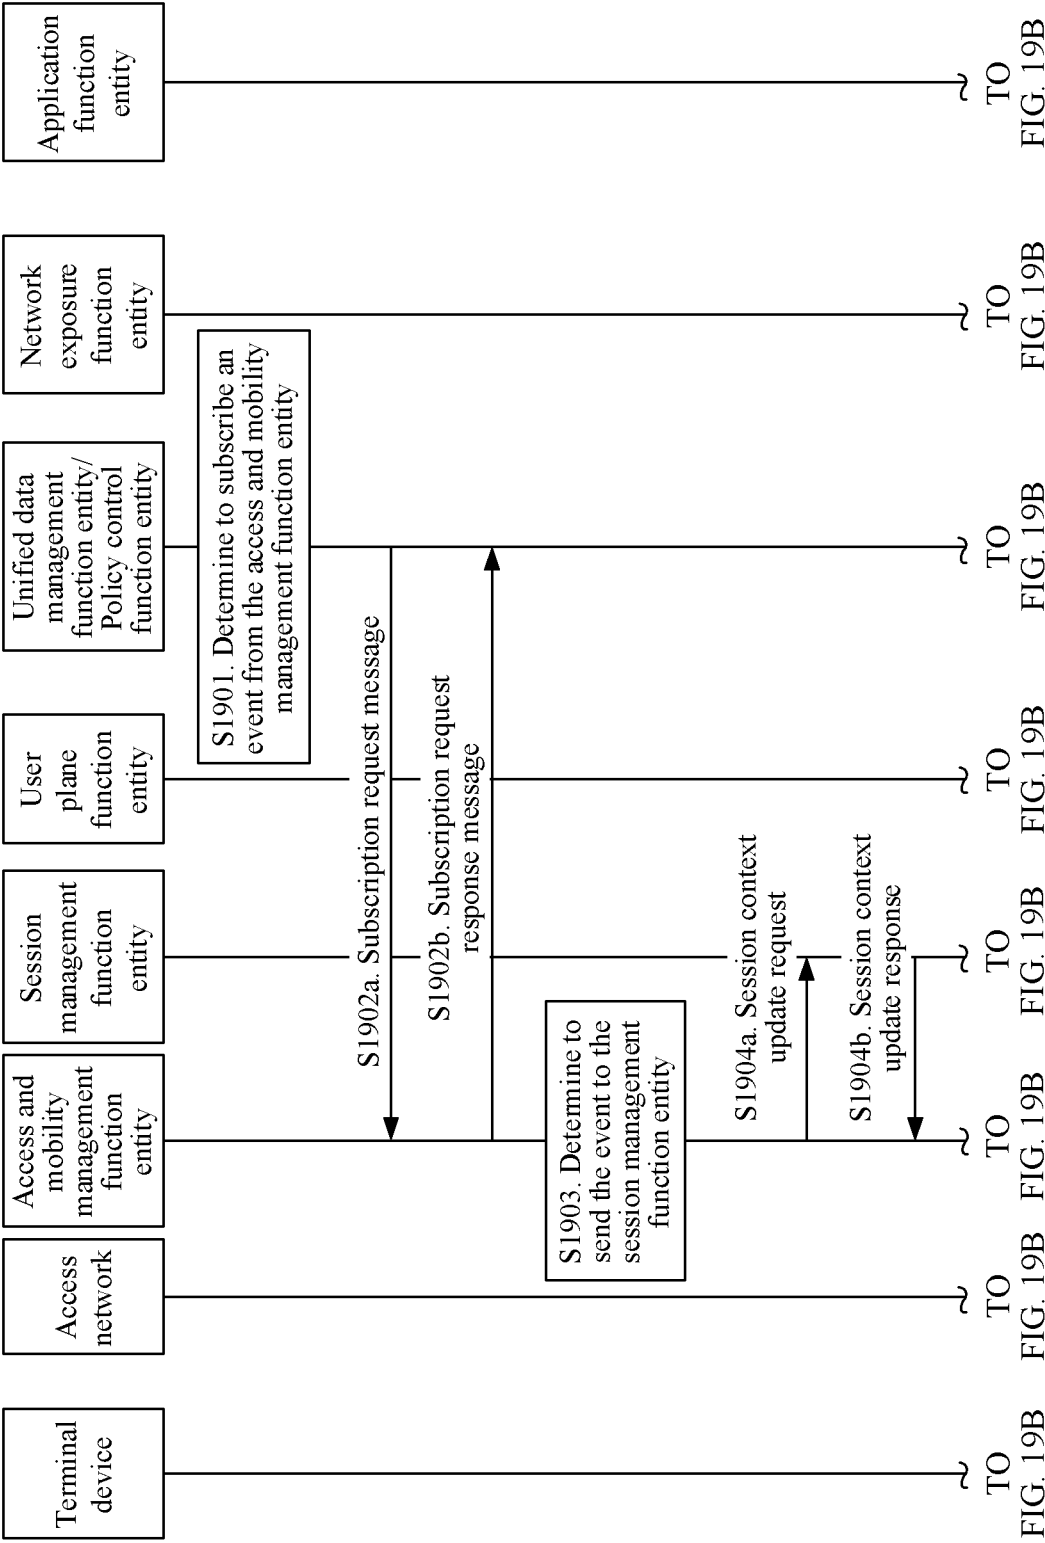 Terminal
device
Access
network
Access and
mobility
management
function
entity
Session
management
function
entity
User
plane
function
entity
Unified data
management
function entity/
Policy control
function entity
Network
exposure
function
entity
Application
function
entity
S1901. Determine to subscribe an
event from the access and mobility
management function entity
S1902a. Subscription request message
S1902b. Subscription request
response message
S1903. Determine to
send the event to the
session management
function entity
S1904a. Session context
update request
S1904b. Session context
update response
TO
FIG. 19B
TO
FIG. 19B
TO
FIG. 19B
TO
FIG. 19B
TO
FIG. 19B
TO
FIG. 19B
TO
FIG. 19B
TO
FIG. 19B